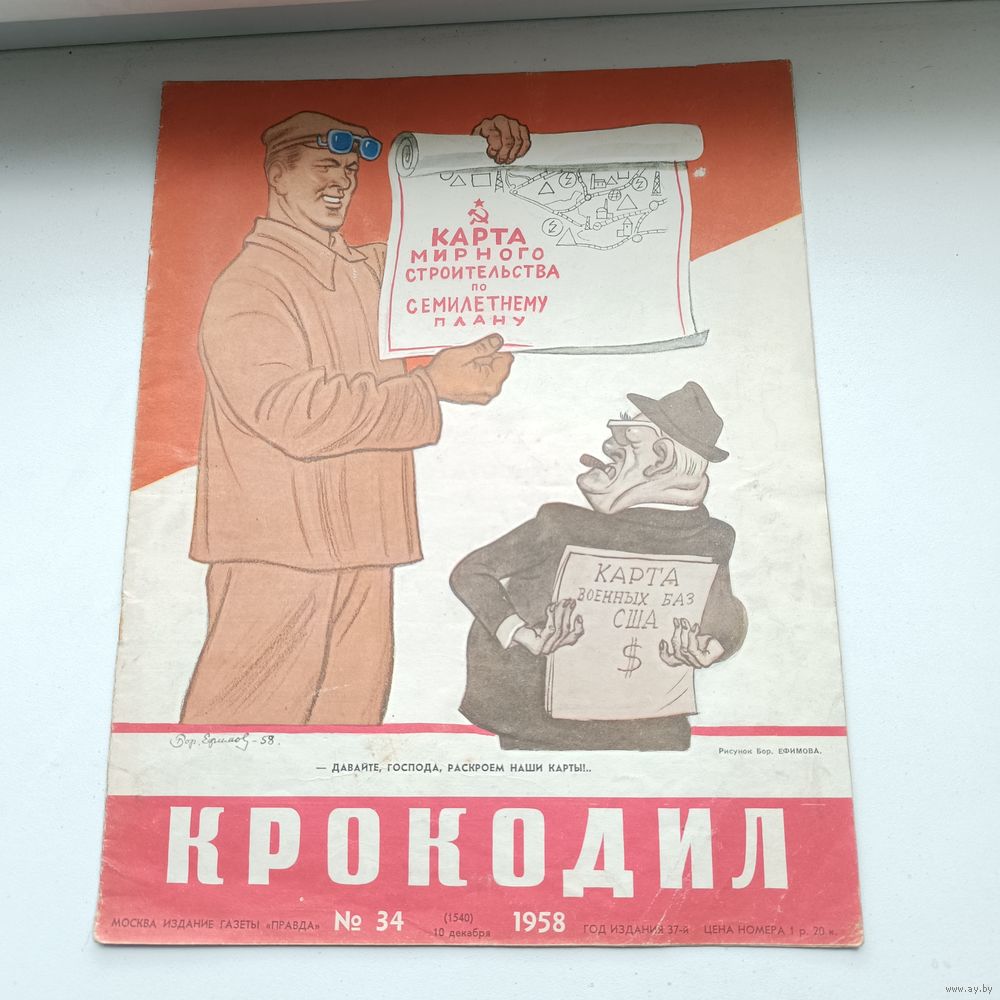 КАРТА
МИРНОГО
СТРОИТЕЛЬСТВА
ПО
СЕМИЛЕТНЕМУ
ПЛАНУ
КАРТА
ВОЕННЫХ БАЗ
США
$
Бор. Ефимов - 58.
Рисунок Бор. ЕФИМОВА.
— ДАВАЙТЕ, ГОСПОДА, РАСКРОЕМ НАШИ КАРТЫ!..
КРОКОДИЛ
МОСКВА ИЗДАНИЕ ГАЗЕТЫ «ПРАВДА» № 34 (1540) 10 декабря 1958 ГОД ИЗДАНИЯ 37-й ЦЕНА НОМЕРА 1 р. 20 к.
www.ay.by